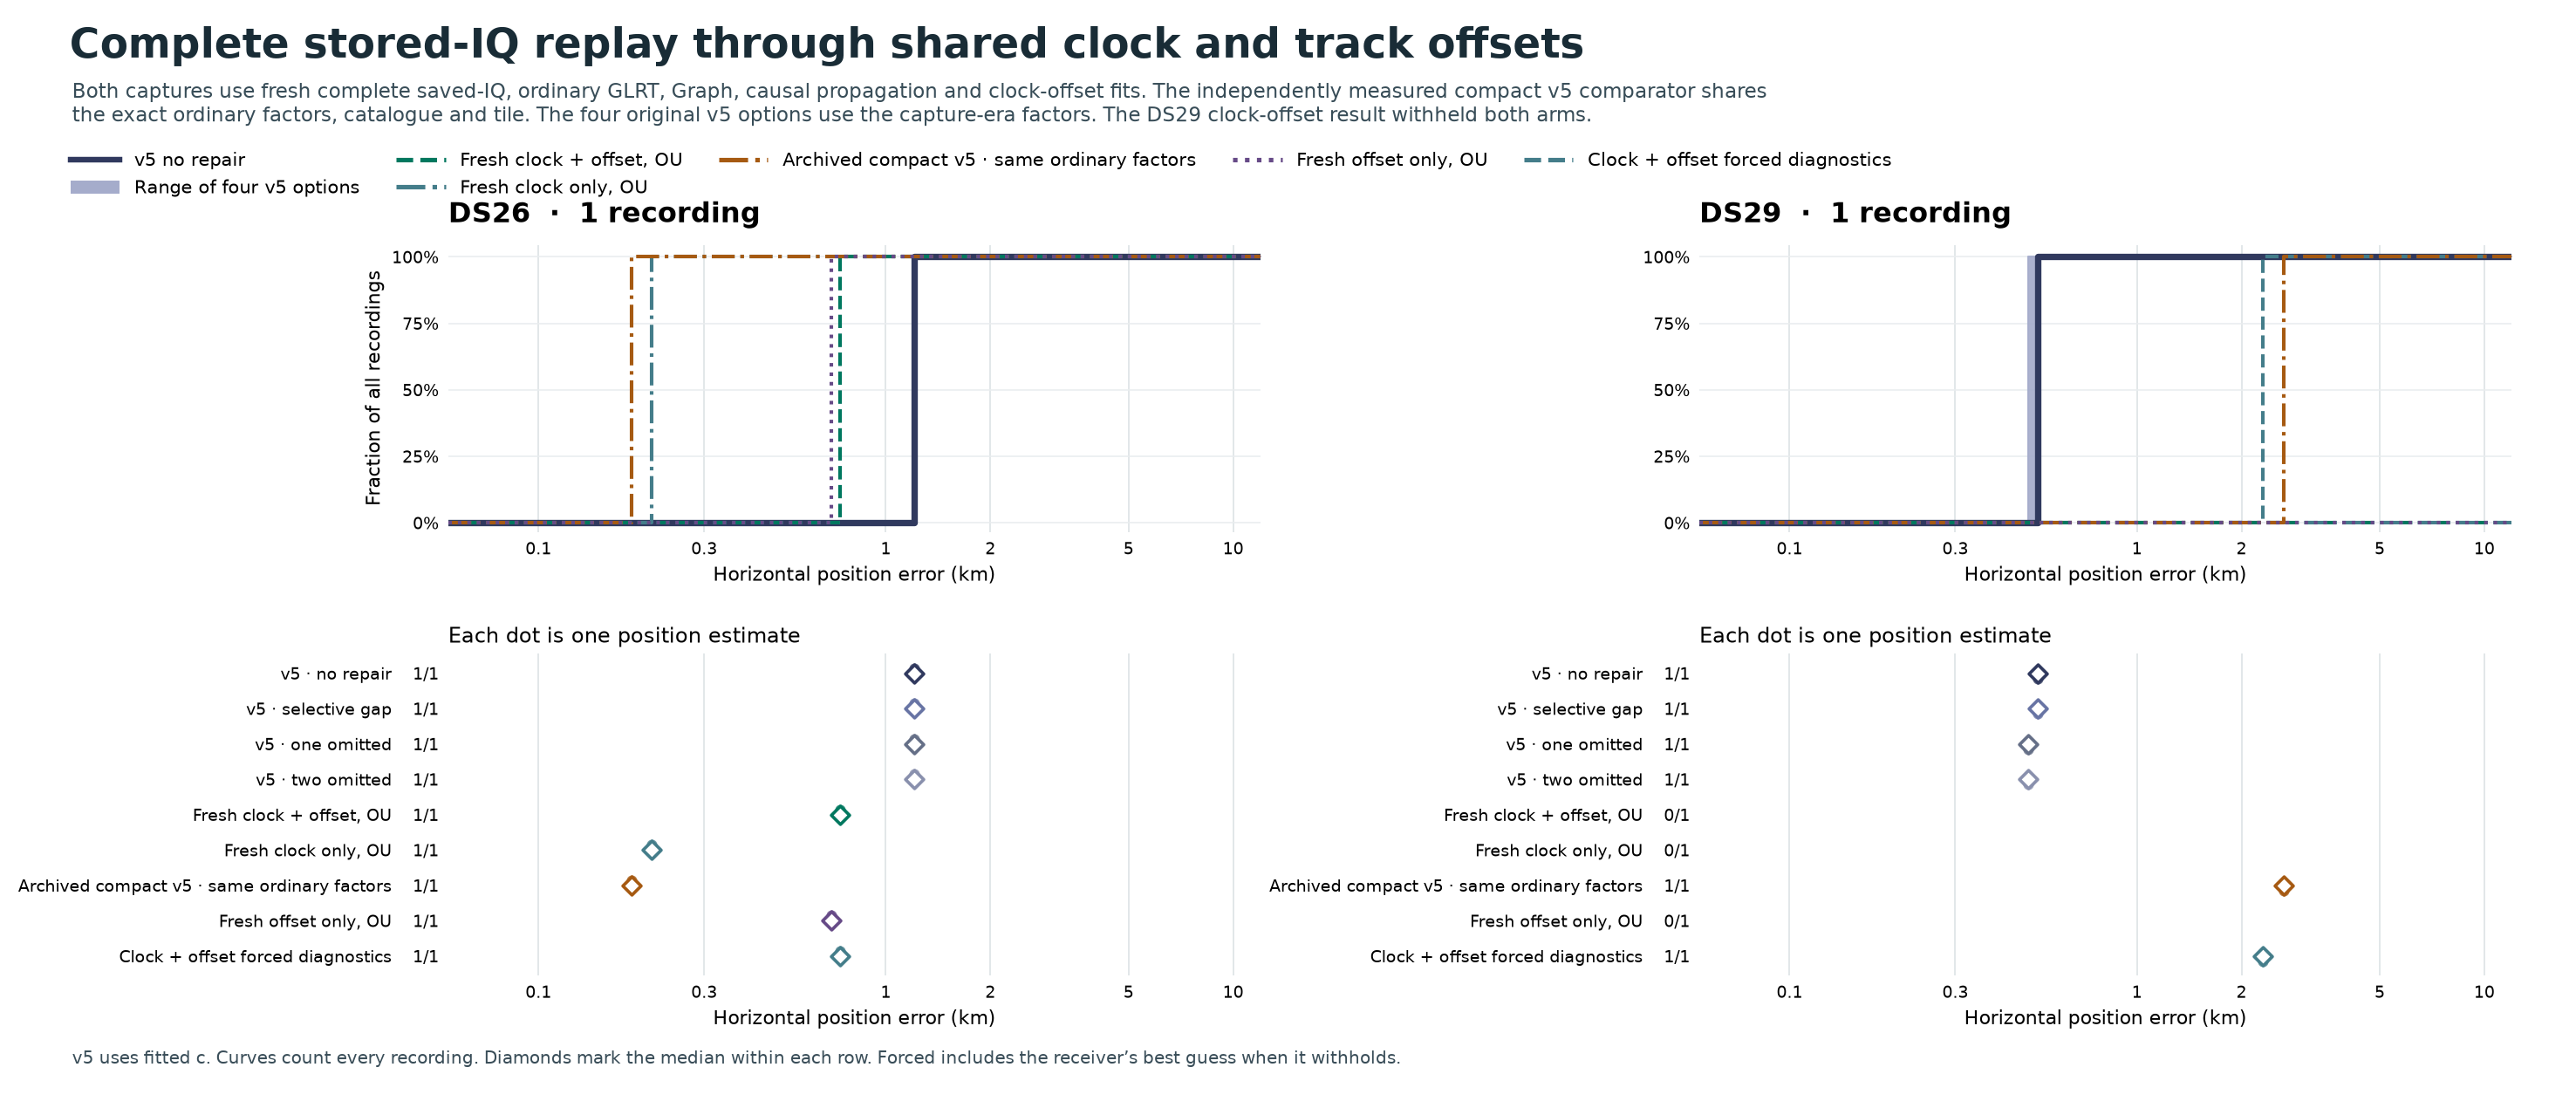 Complete stored-IQ replay through shared clock and track offsets
Both captures use fresh complete saved-IQ, ordinary GLRT, Graph, causal propagation and clock-offset fits. The independently measured compact v5 comparator shares
the exact ordinary factors, catalogue and tile. The four original v5 options use the capture-era factors. The DS29 clock-offset result withheld both arms.
v5 no repair
Range of four v5 options
Fresh clock + offset, OU
Fresh clock only, OU
Archived compact v5 · same ordinary factors
Fresh offset only, OU
Clock + offset forced diagnostics
DS26 · 1 recording
Fraction of all recordings
100%
75%
50%
25%
0%
0.1 0.3 1 2 5 10
Horizontal position error (km)
DS29 · 1 recording
100%
75%
50%
25%
0%
0.1 0.3 1 2 5 10
Horizontal position error (km)
Each dot is one position estimate
v5 · no repair 1/1
v5 · selective gap 1/1
v5 · one omitted 1/1
v5 · two omitted 1/1
Fresh clock + offset, OU 1/1
Fresh clock only, OU 1/1
Archived compact v5 · same ordinary factors 1/1
Fresh offset only, OU 1/1
Clock + offset forced diagnostics 1/1
0.1 0.3 1 2 5 10
Horizontal position error (km)
Each dot is one position estimate
v5 · no repair 1/1
v5 · selective gap 1/1
v5 · one omitted 1/1
v5 · two omitted 1/1
Fresh clock + offset, OU 0/1
Fresh clock only, OU 0/1
Archived compact v5 · same ordinary factors 1/1
Fresh offset only, OU 0/1
Clock + offset forced diagnostics 1/1
0.1 0.3 1 2 5 10
Horizontal position error (km)
v5 uses fitted c. Curves count every recording. Diamonds mark the median within each row. Forced includes the receiver’s best guess when it withholds.